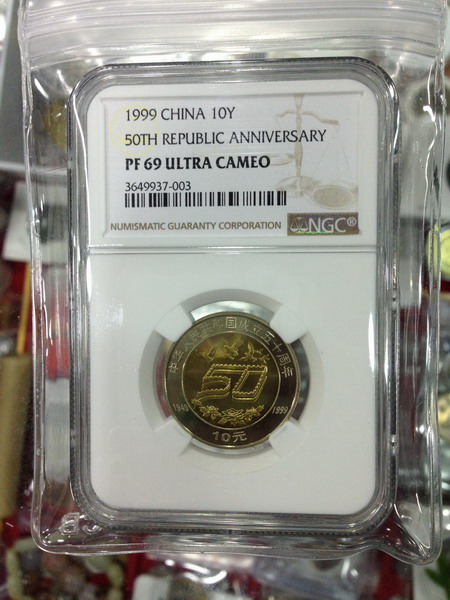 1999 CHINA 10Y
50TH REPUBLIC ANNIVERSARY
PF 69 ULTRA CAMEO
3649937-003
NUMISMATIC GUARANTY CORPORATION NGC®
中华人民共和国成立五十周年
50
1949 1999
10元